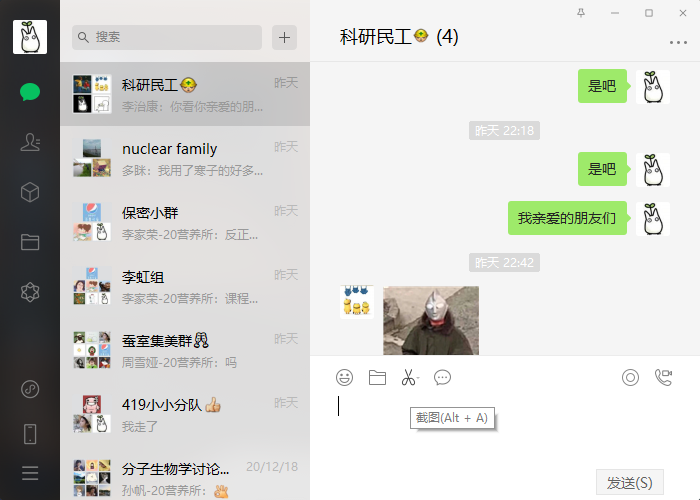 搜索
科研民工
昨天
李治康：你看你亲爱的朋...
nuclear family
昨天
多眯：我用了寒子的好多...
保密小群
昨天
李家荣-20营养所：反正...
李虹组
昨天
李家荣-20营养所：课程...
蚕室集美群
昨天
周雪娅-20营养所：吗
419小小分队
昨天
我走了
分子生物学讨论...
20/12/18
孙帆-20营养所：
科研民工 (4)
是吧
昨天 22:18
是吧
我亲爱的朋友们
昨天 22:42
截图(Alt + A)
发送(S)